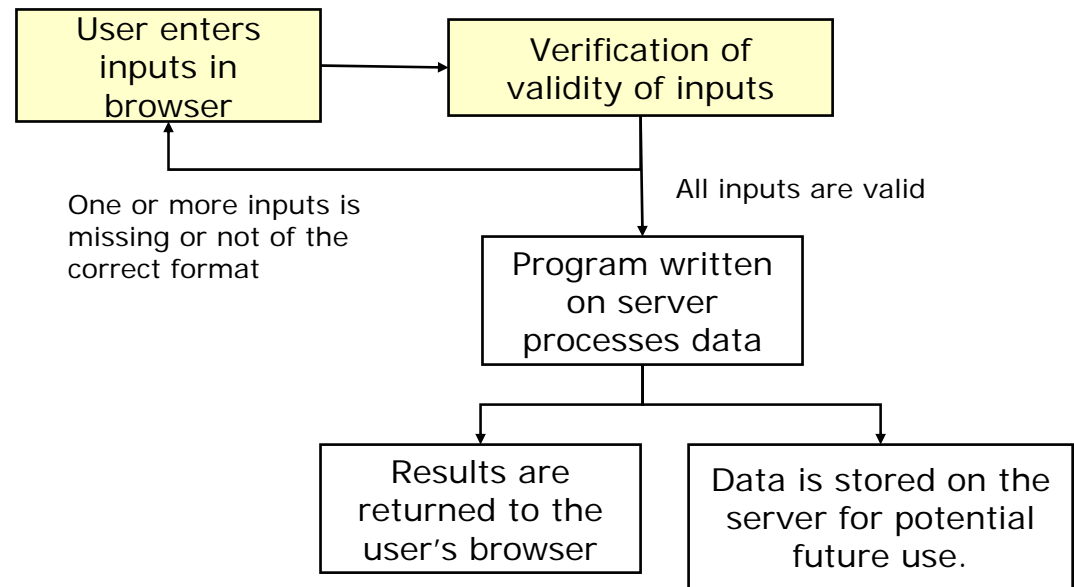 User enters
inputs in
browser
Verification of
validity of inputs
One or more inputs is
missing or not of the
correct format
All inputs are valid
Program written
on server
processes data
Results are
returned to the
user's browser
Data is stored on the
server for potential
future use.